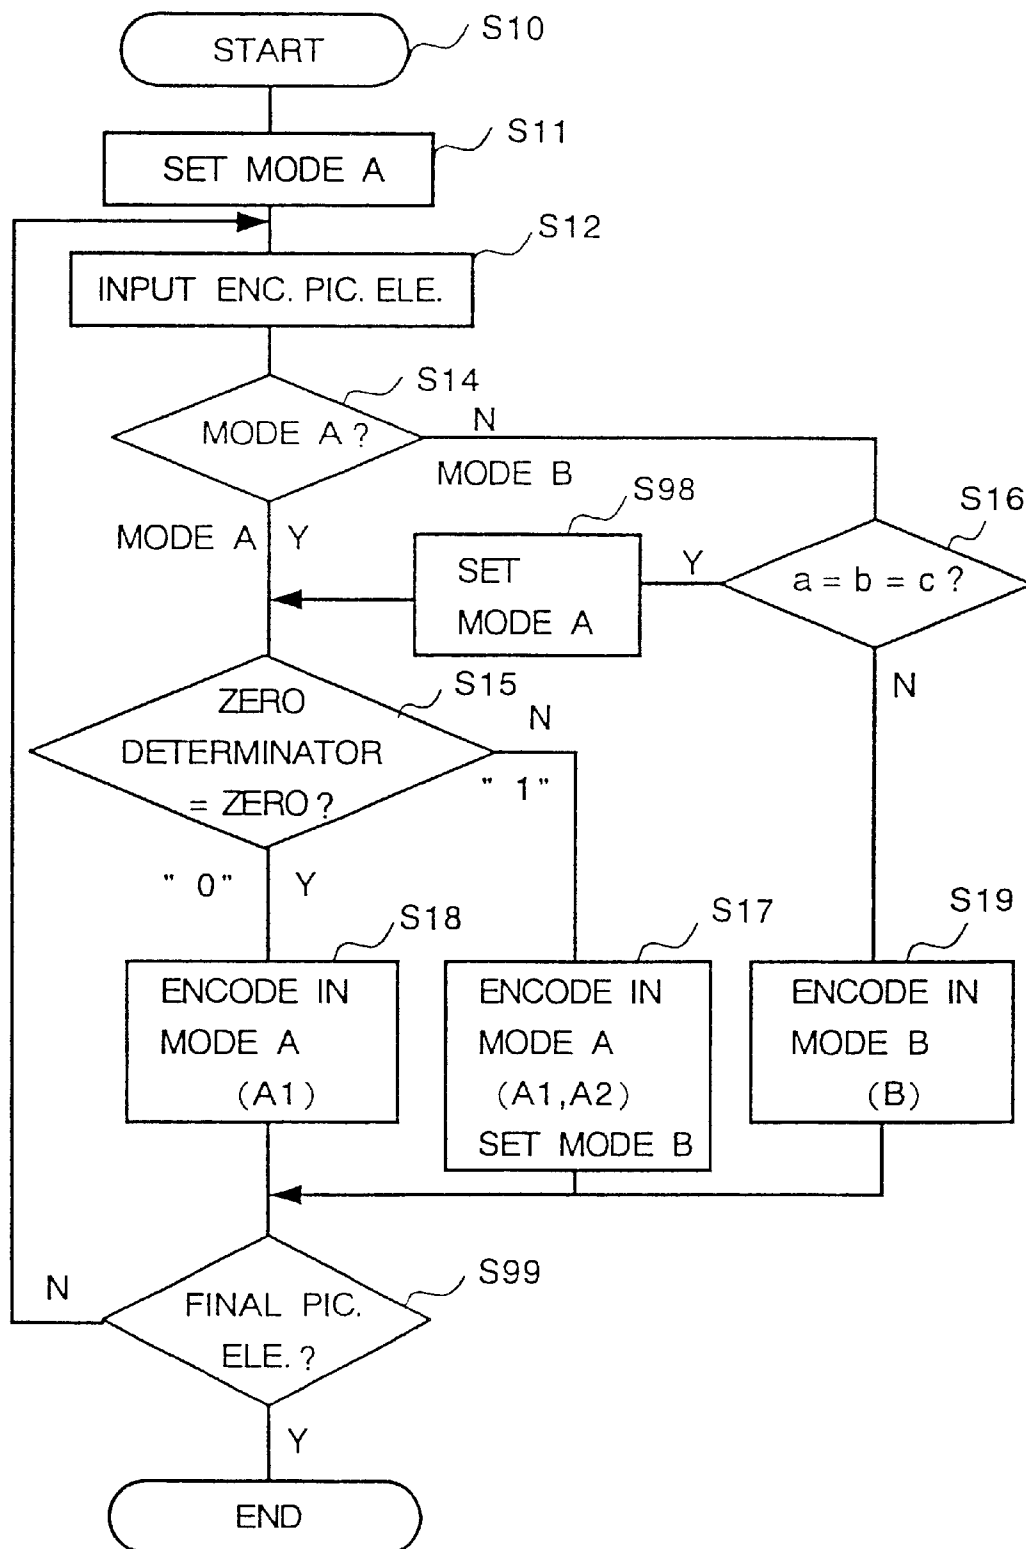 START
S10
SET MODE A
S11
INPUT ENC. PIC. ELE.
S12
MODE A ?
S14
N
MODE B
MODE A Y
S98
SET
MODE A
Y
S16
a = b = c ?
N
ZERO
DETERMINATOR
= ZERO ?
S15
N
" 1"
" 0" Y
S18
ENCODE IN
MODE A
(A1)
S17
ENCODE IN
MODE A
(A1,A2)
SET MODE B
S19
ENCODE IN
MODE B
(B)
S99
FINAL PIC.
ELE. ?
N
Y
END